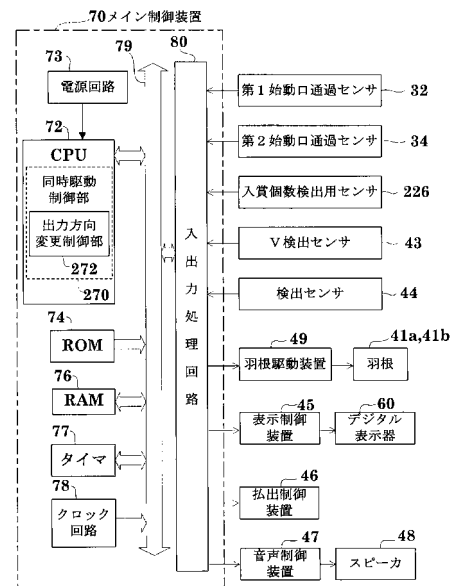 70メイン制御装置
79
80
73
電源回路
72
CPU
同時駆動
制御部
出力方向
変更制御部
272
270
74
ROM
76
RAM
77
タイマ
78
クロック
回路
入出力処理回路
第1始動口通過センサ
32
第2始動口通過センサ
34
入賞個数検出用センサ
226
V検出センサ
43
検出センサ
44
49
羽根駆動装置
41a,41b
羽根
45
表示制御
装置
60
デジタル
表示器
46
払出制御
装置
47
音声制御
装置
48
スピーカ